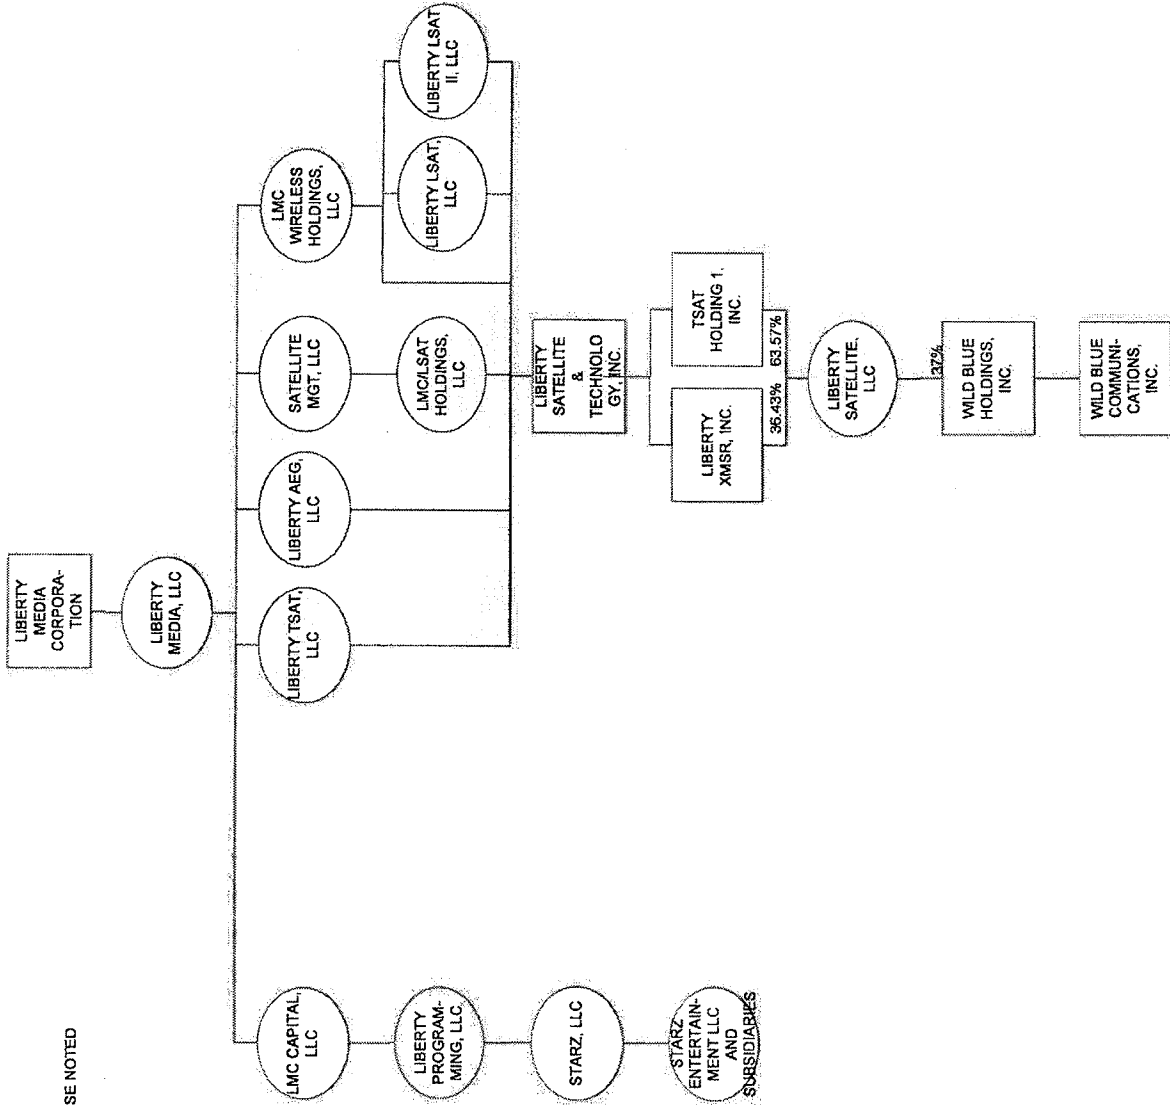 SE NOTED
LIBERTY
MEDIA
CORPORA-
TION
LIBERTY
MEDIA, LLC
LMC CAPITAL,
LLC
LIBERTY TSAT,
LLC
LIBERTY AEG,
LLC
SATELLITE
MGT, LLC
LMC
WIRELESS
HOLDINGS,
LLC
LIBERTY
PROGRAM-
MING, LLC,
LMC/LSAT
HOLDINGS,
LLC
LIBERTY LSAT,
LLC
LIBERTY LSAT
II, LLC
STARZ, LLC
LIBERTY
SATELLITE
&
TECHNOLO
GY, INC.
STARZ
ENTERTAIN-
MENT LLC
AND
SUBSIDIARIES
LIBERTY
XMSR, INC.
TSAT
HOLDING 1.
INC.
36.43%
63.57%
LIBERTY
SATELLITE,
LLC
37%
WILD BLUE
HOLDINGS,
INC.
WILD BLUE
COMMUNI-
CATIONS,
INC.